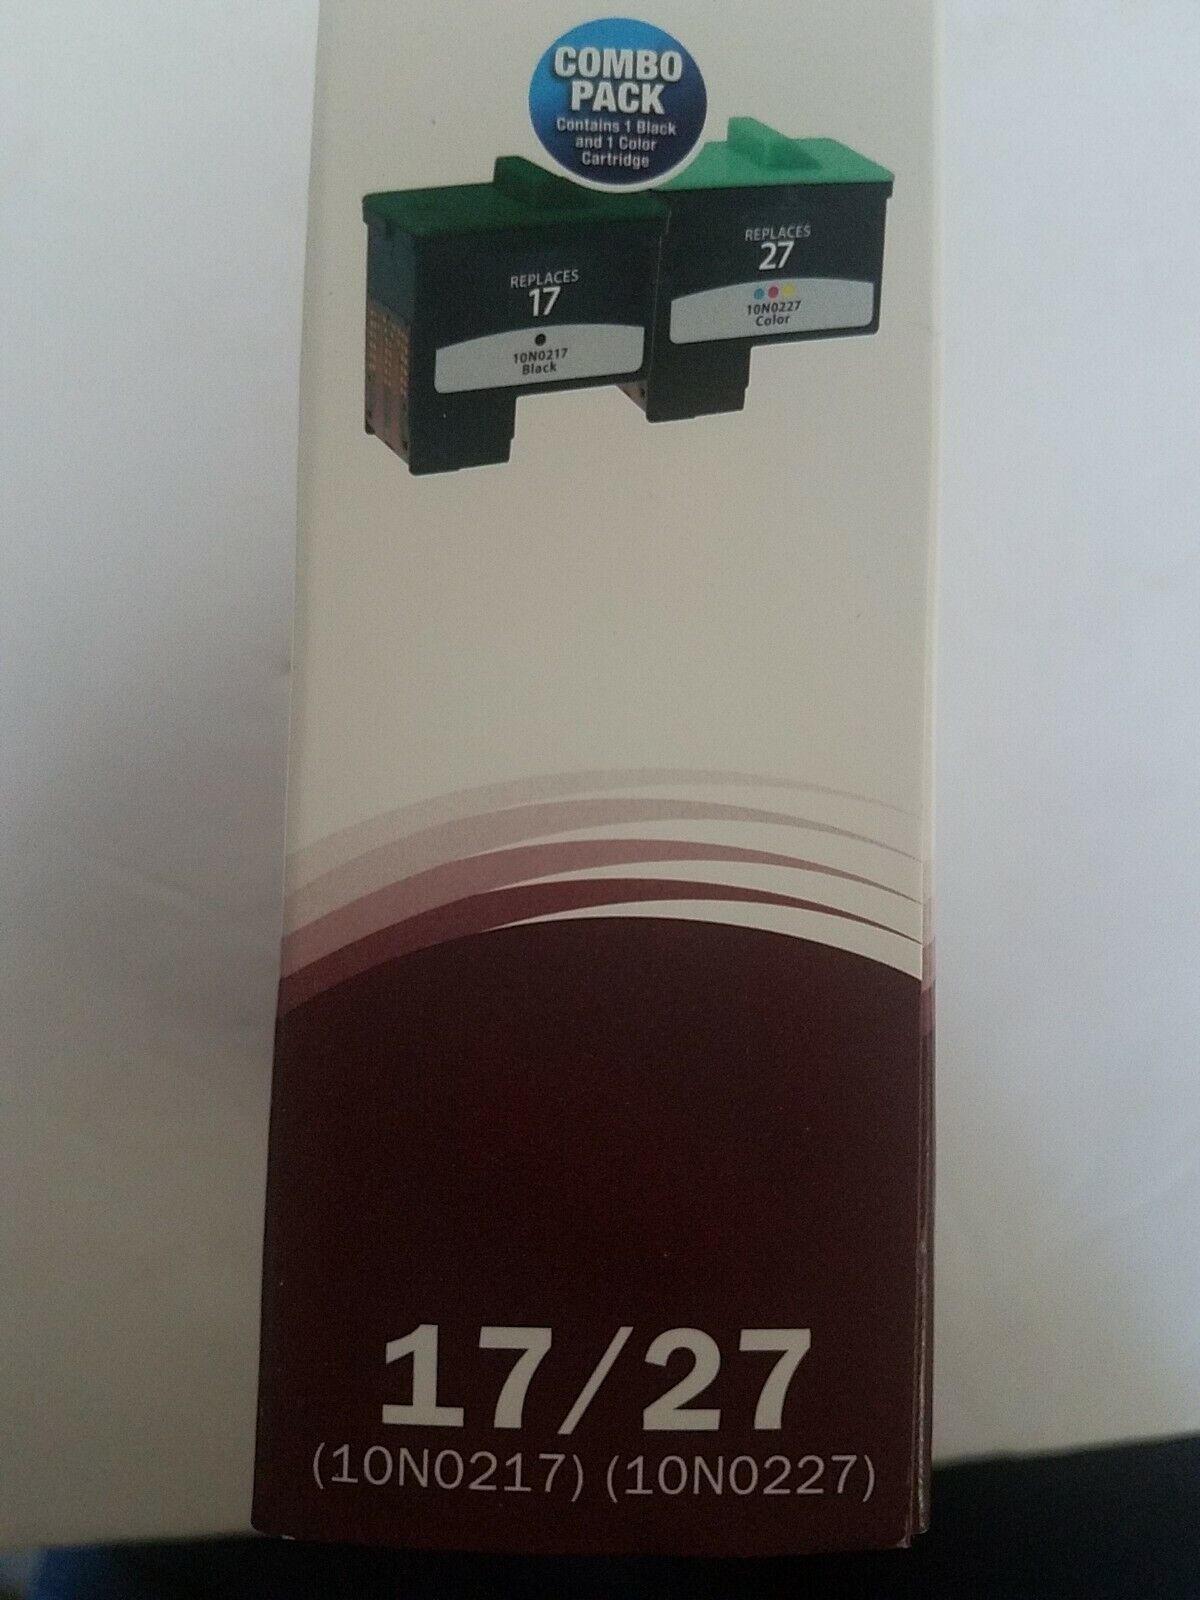 COMBO
PACK
Contains 1 Black
and 1 Color
Cartridge
REPLACES
17
10N0217
Black
REPLACES
27
10N0227
Color
17/27
(10N0217) (10N0227)